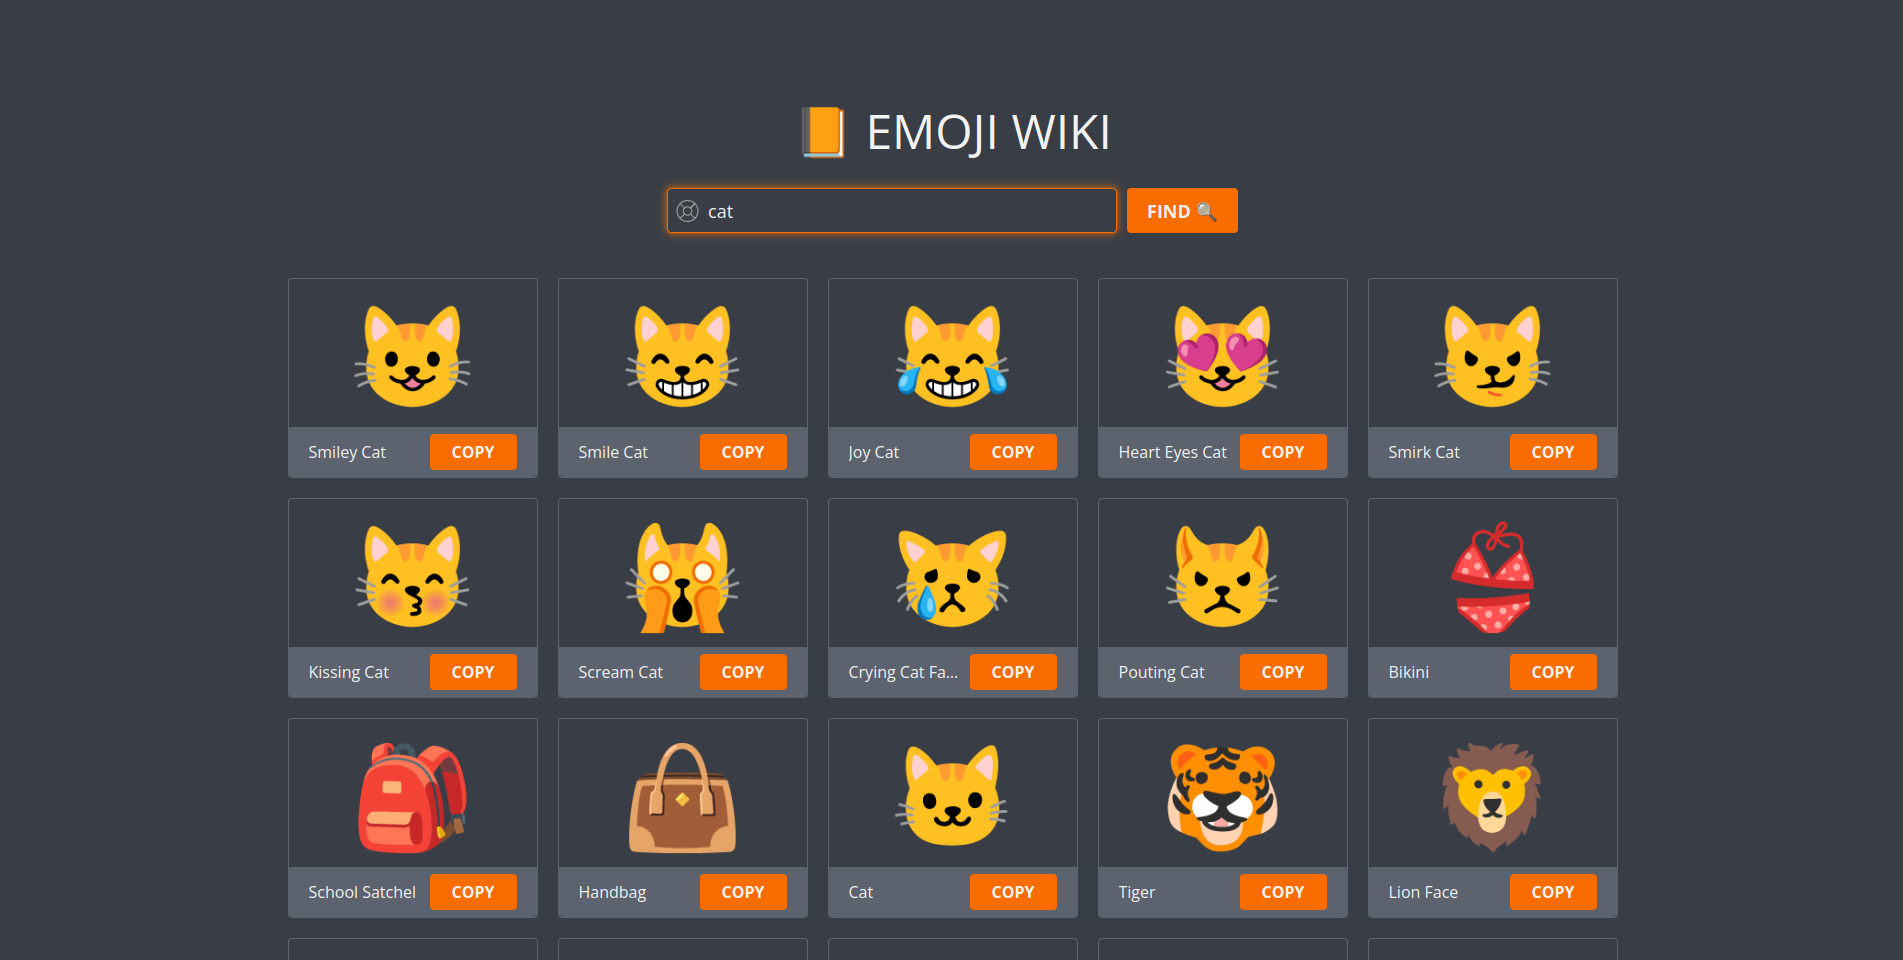 EMOJI WIKI
cat
FIND
Smiley Cat COPY
Smile Cat COPY
Joy Cat COPY
Heart Eyes Cat COPY
Smirk Cat COPY
Kissing Cat COPY
Scream Cat COPY
Crying Cat Fa... COPY
Pouting Cat COPY
Bikini COPY
School Satchel COPY
Handbag COPY
Cat COPY
Tiger COPY
Lion Face COPY